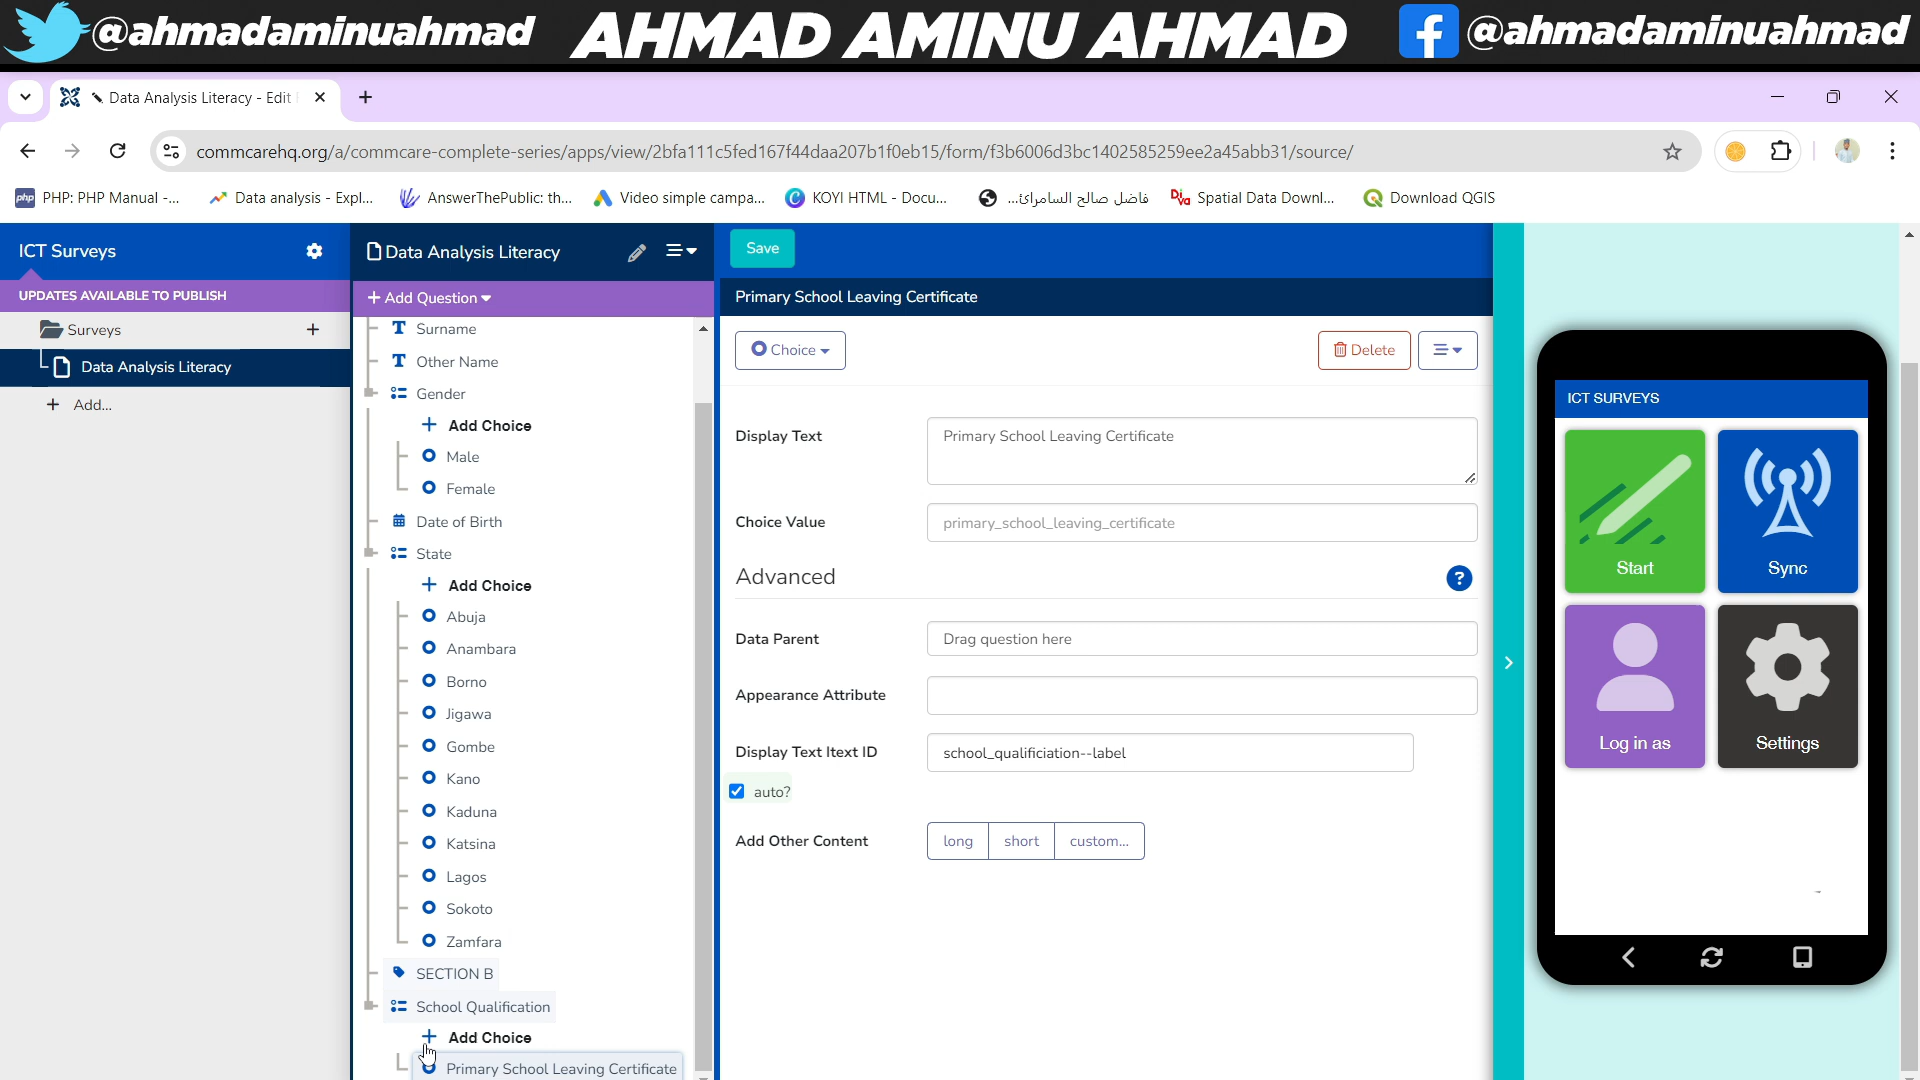 @ahmadaminuahmad AHMAD AMINU AHMAD @ahmadaminuahmad
Data Analysis Literacy - Edit
commcarehq.org/a/commcare-complete-series/apps/view/2bfa111c5fed167f44daa207b1f0eb15/form/f3b6006d3bc1402585259ee2a45abb31/source/
php PHP: PHP Manual -... Data analysis - Expl... AnswerThePublic: th... Video simple campa... KOYI HTML - Docu... فاضل صالح السامرائ... Diva Spatial Data Downl... Download QGIS
ICT Surveys
UPDATES AVAILABLE TO PUBLISH
Surveys
Data Analysis Literacy
+ Add...
Data Analysis Literacy
+ Add Question
T Surname
T Other Name
Gender
+ Add Choice
Male
Female
Date of Birth
State
+ Add Choice
Abuja
Anambara
Borno
Jigawa
Gombe
Kano
Kaduna
Katsina
Lagos
Sokoto
Zamfara
SECTION B
School Qualification
+ Add Choice
Primary School Leaving Certificate
Save
Primary School Leaving Certificate
Choice
Delete
Display Text
Primary School Leaving Certificate
Choice Value
primary_school_leaving_certificate
Advanced
?
Data Parent
Drag question here
Appearance Attribute
Display Text Itext ID
school_qualificiation--label
auto?
Add Other Content
long short custom...
ICT SURVEYS
Start
Sync
Log in as
Settings